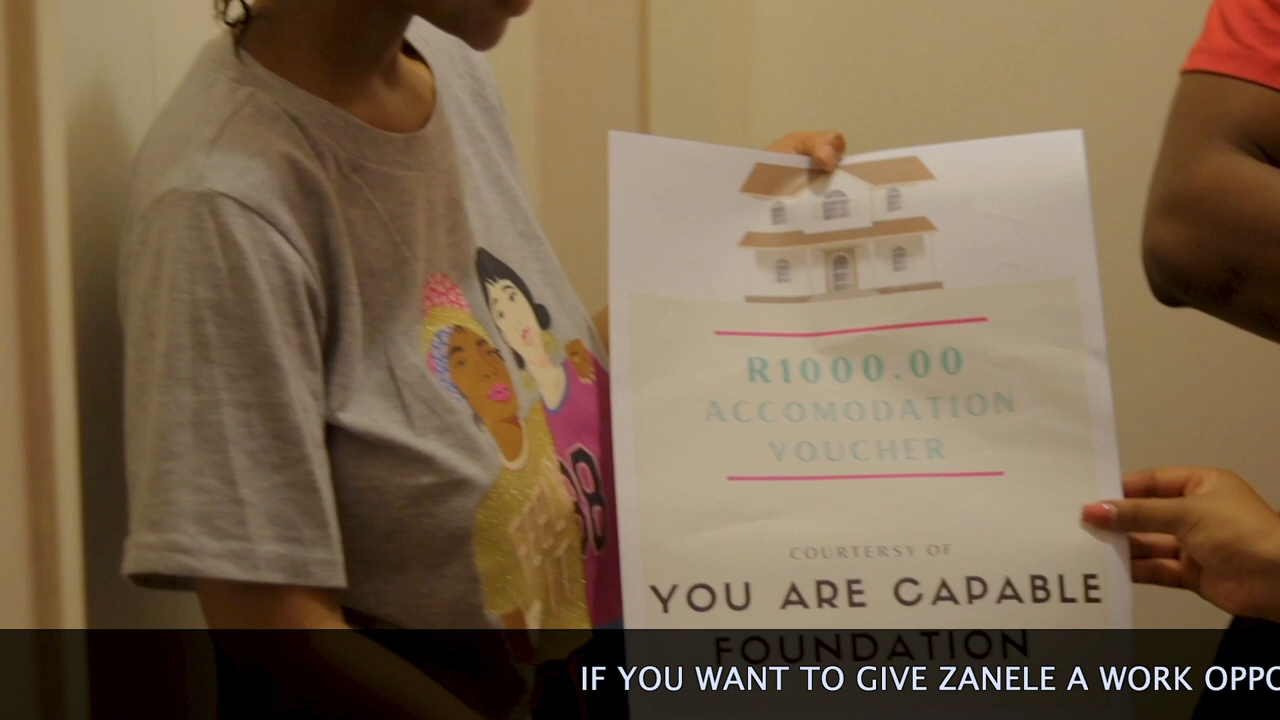 R1000.00
ACCOMODATION
VOUCHER
COURTERSY OF
YOU ARE CAPABLE
FOUNDATION
IF YOU WANT TO GIVE ZANELE A WORK OPPO